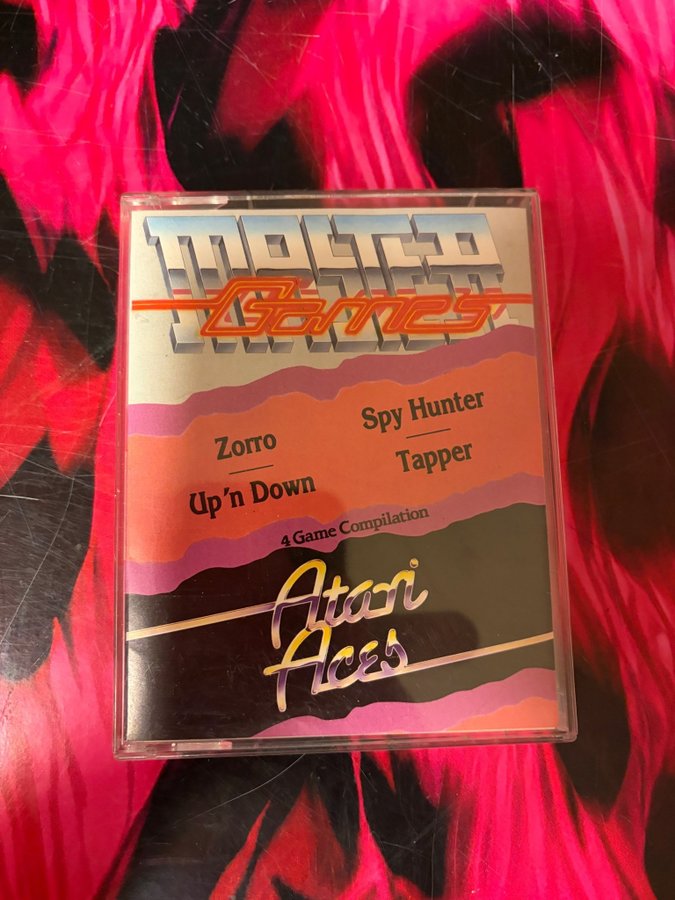 MASTER
Games
Zorro
Up'n Down
Spy Hunter
Tapper
4 Game Compilation
Atari
Aces